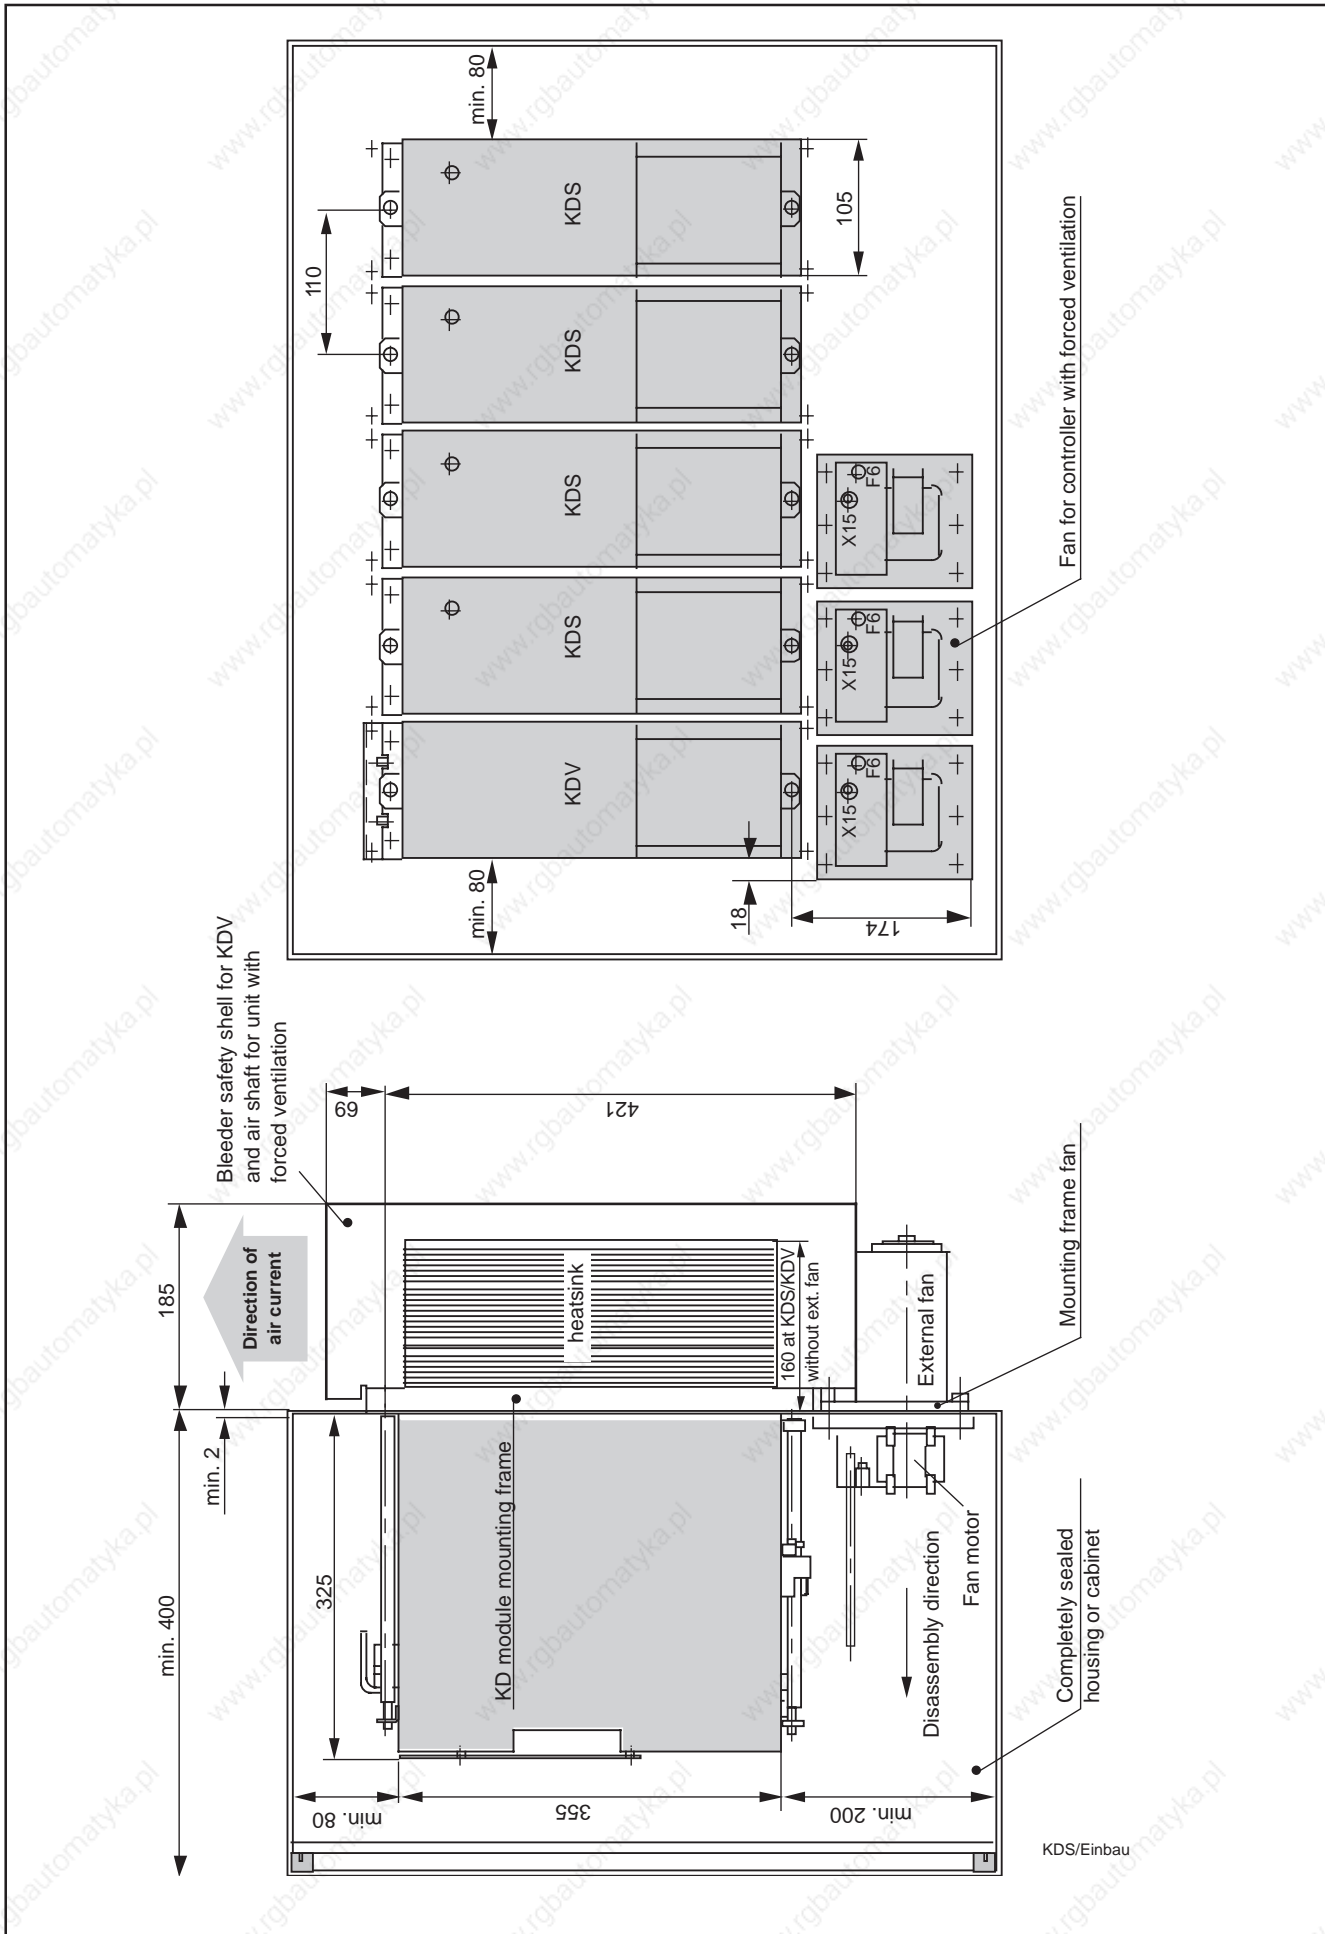 min. 80
110
105
KDS
KDS
KDS
KDS
KDV
min. 80
18
174
X15
F6
X15
F6
X15
F6
Fan for controller with forced ventilation
Bleeder safety shell for KDV
and air shaft for unit with
forced ventilation
69
421
185
Direction of
air current
heatsink
160 at KDS/KDV
without ext. fan
External fan
Mounting frame fan
min. 2
min. 400
325
KD module mounting frame
Disassembly direction
Fan motor
Completely sealed
housing or cabinet
min. 80
355
min. 200
KDS/Einbau
www.rgbautomatyka.pl